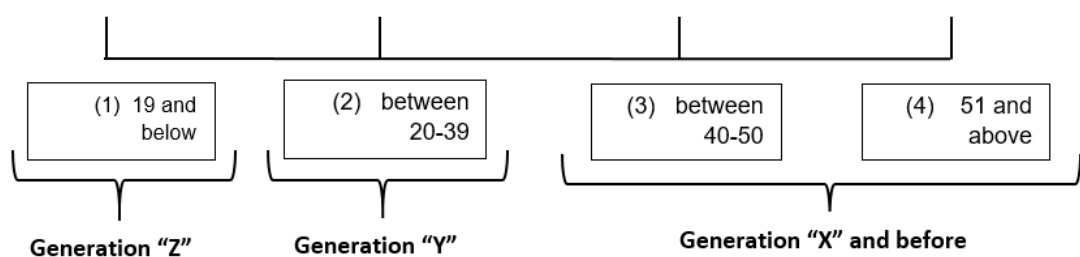 (1) 19 and
below
(2) between
20-39
(3) between
40-50
(4) 51 and
above
Generation “Z”
Generation “Y”
Generation “X” and before